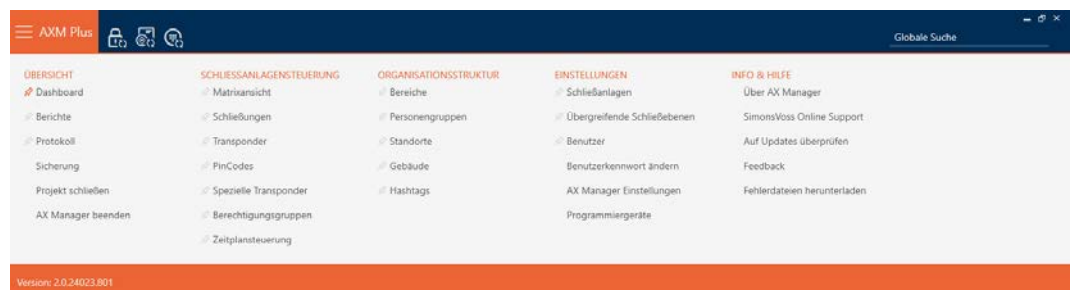 AXM Plus
Globale Suche
ÜBERSICHT
Dashboard
Berichte
Protokoll
Sicherung
Projekt schließen
AX Manager beenden
SCHLIESSANLAGENSTEUERUNG
Matrixansicht
Schließungen
Transponder
PinCodes
Spezielle Transponder
Berechtigungsgruppen
Zeitplansteuerung
ORGANISATIONSSTRUKTUR
Bereiche
Personengruppen
Standorte
Gebäude
Hashtags
EINSTELLUNGEN
Schließanlagen
Übergreifende Schließebenen
Benutzer
Benutzerkennwort ändern
AX Manager Einstellungen
Programmiergeräte
INFO & HILFE
Über AX Manager
SimonsVoss Online Support
Auf Updates überprüfen
Feedback
Fehlerdateien herunterladen
Version: 2.0.24023.801